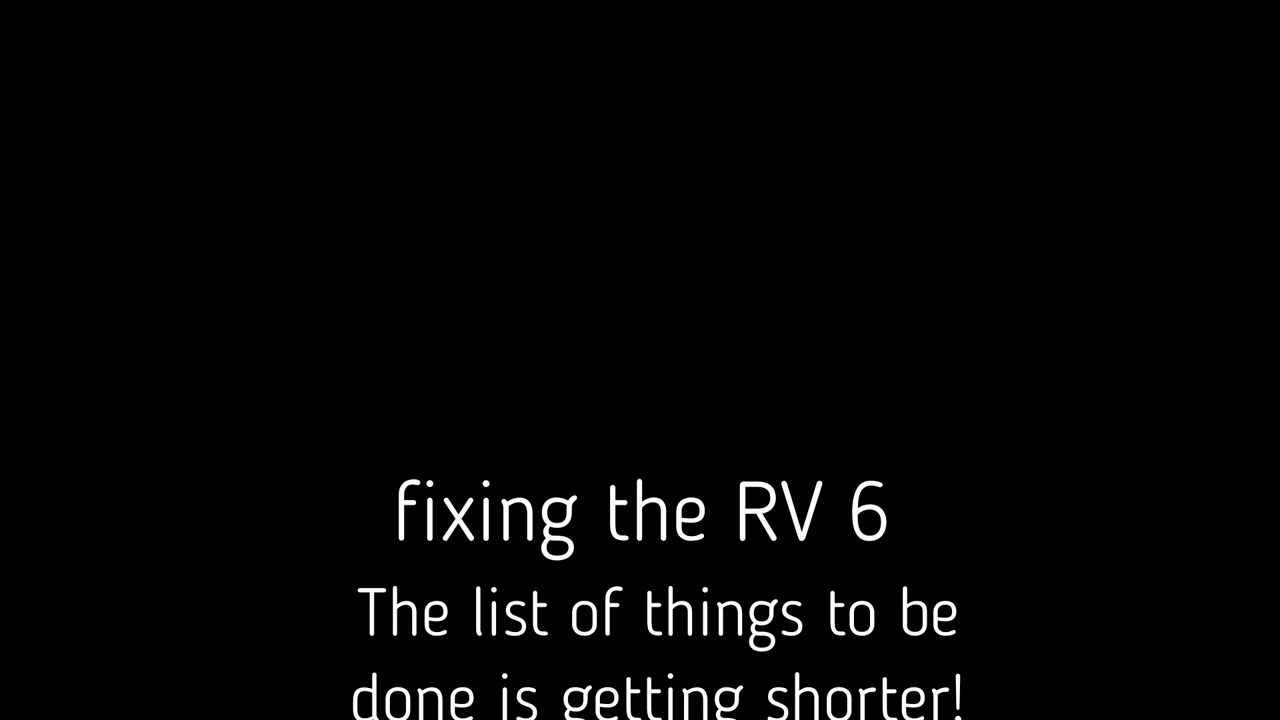 fixing the RV 6
The list of things to be
done is getting shorter!